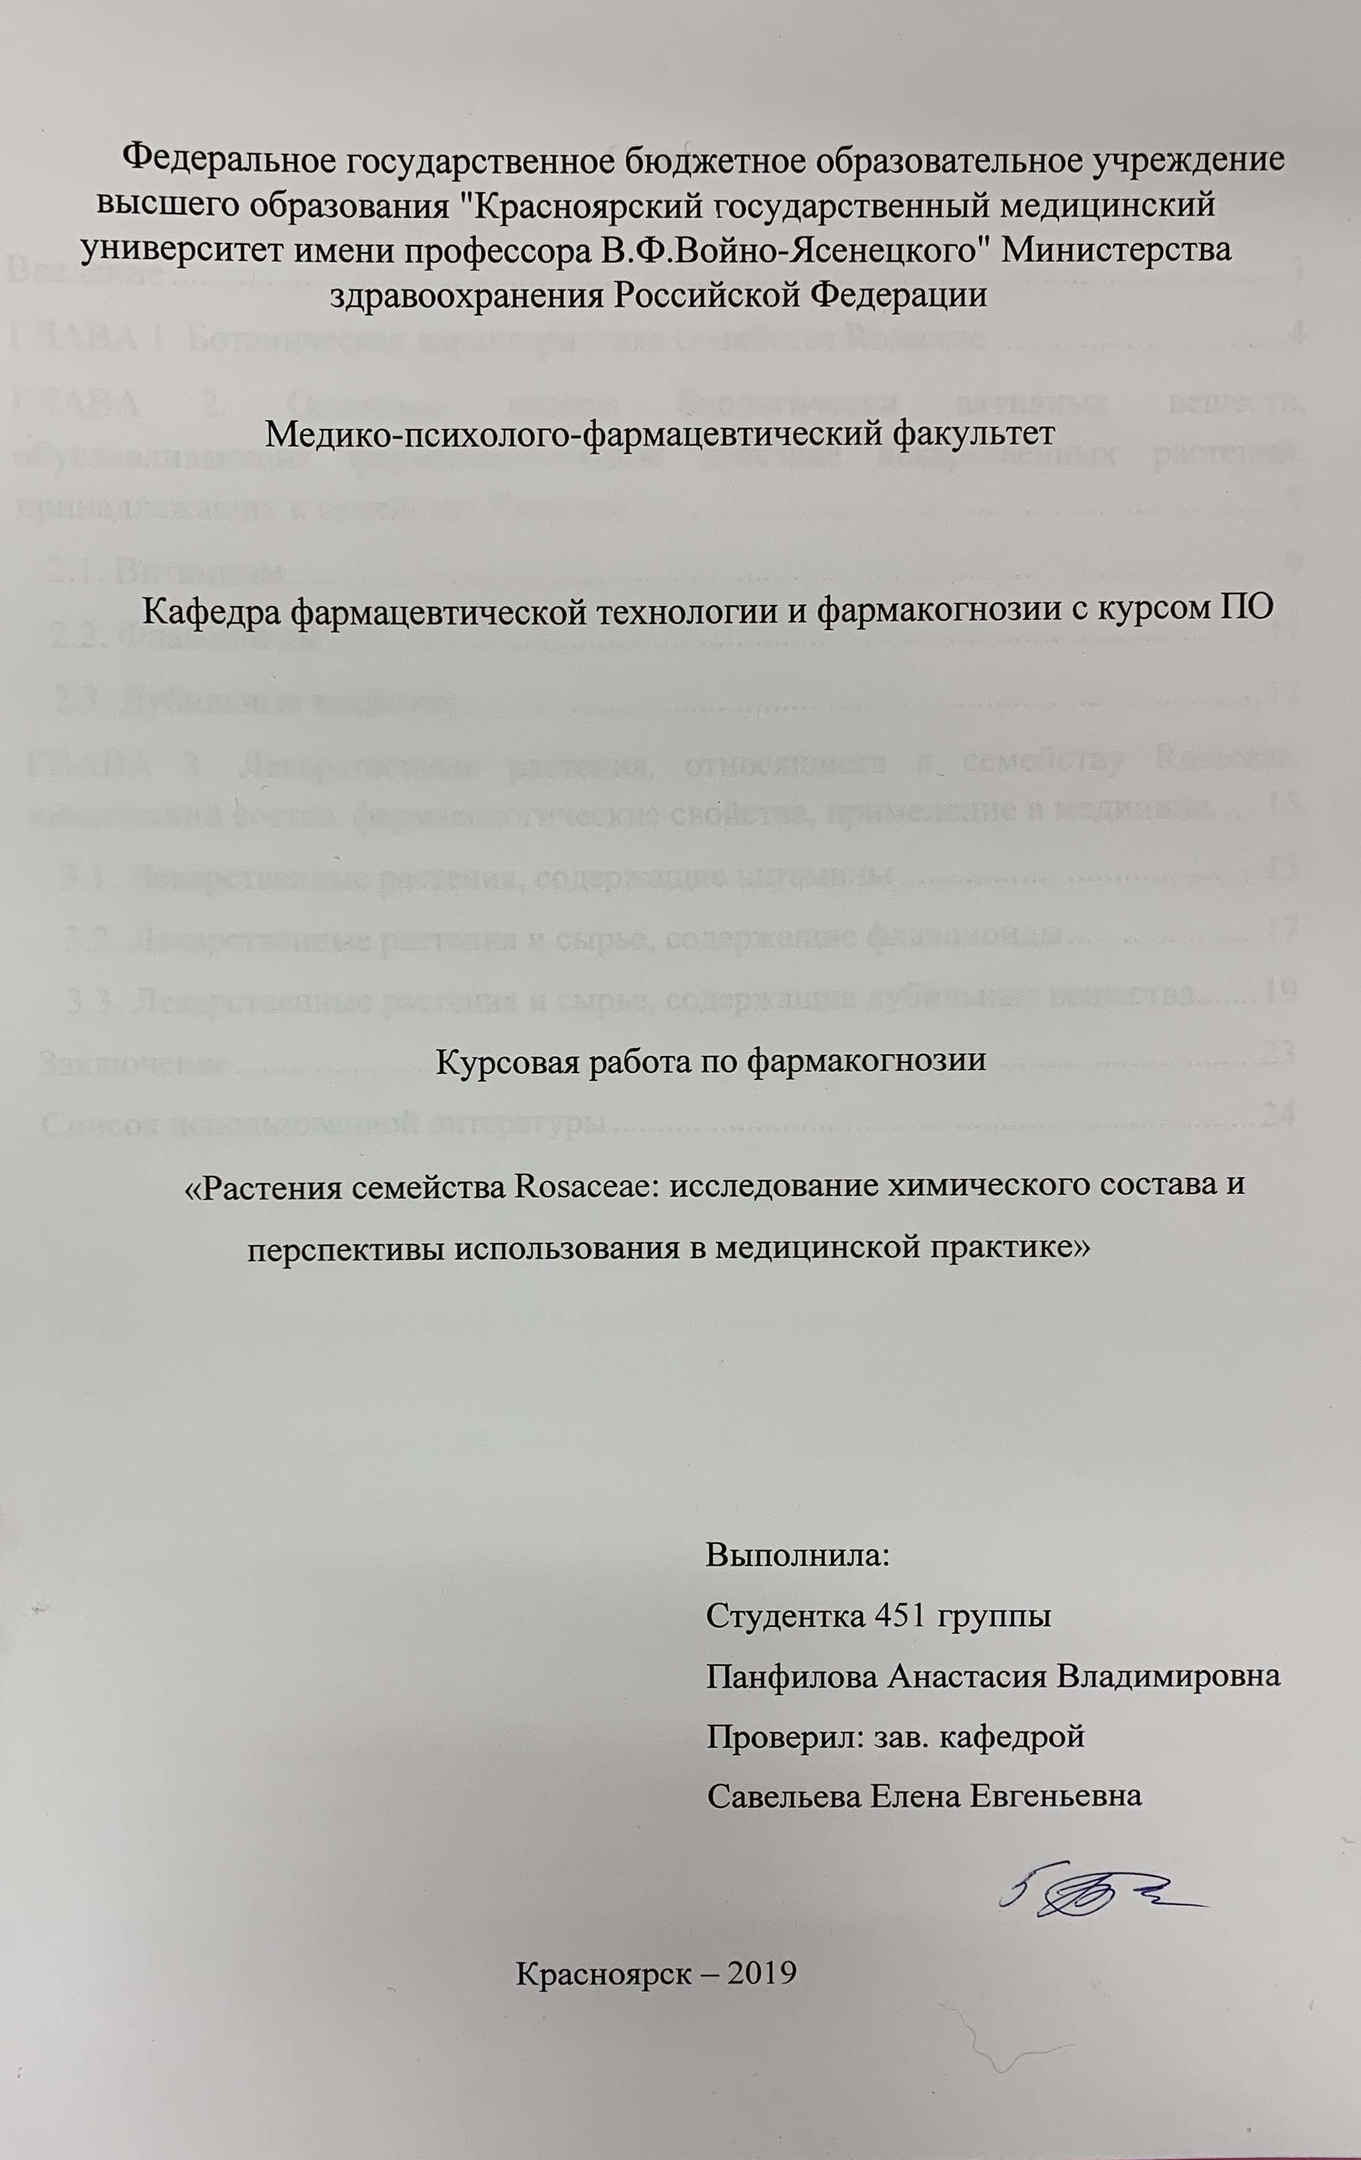 Федеральное государственное бюджетное образовательное учреждение
высшего образования "Красноярский государственный медицинский
университет имени профессора В.Ф.Войно-Ясенецкого" Министерства
здравоохранения Российской Федерации
Медико-психолого-фармацевтический факультет
Кафедра фармацевтической технологии и фармакогнозии с курсом ПО
Курсовая работа по фармакогнозии
«Растения семейства Rosaceae: исследование химического состава и
перспективы использования в медицинской практике»
Выполнила:
Студентка 451 группы
Панфилова Анастасия Владимировна
Проверил: зав. кафедрой
Савельева Елена Евгеньевна
5
Красноярск – 2019